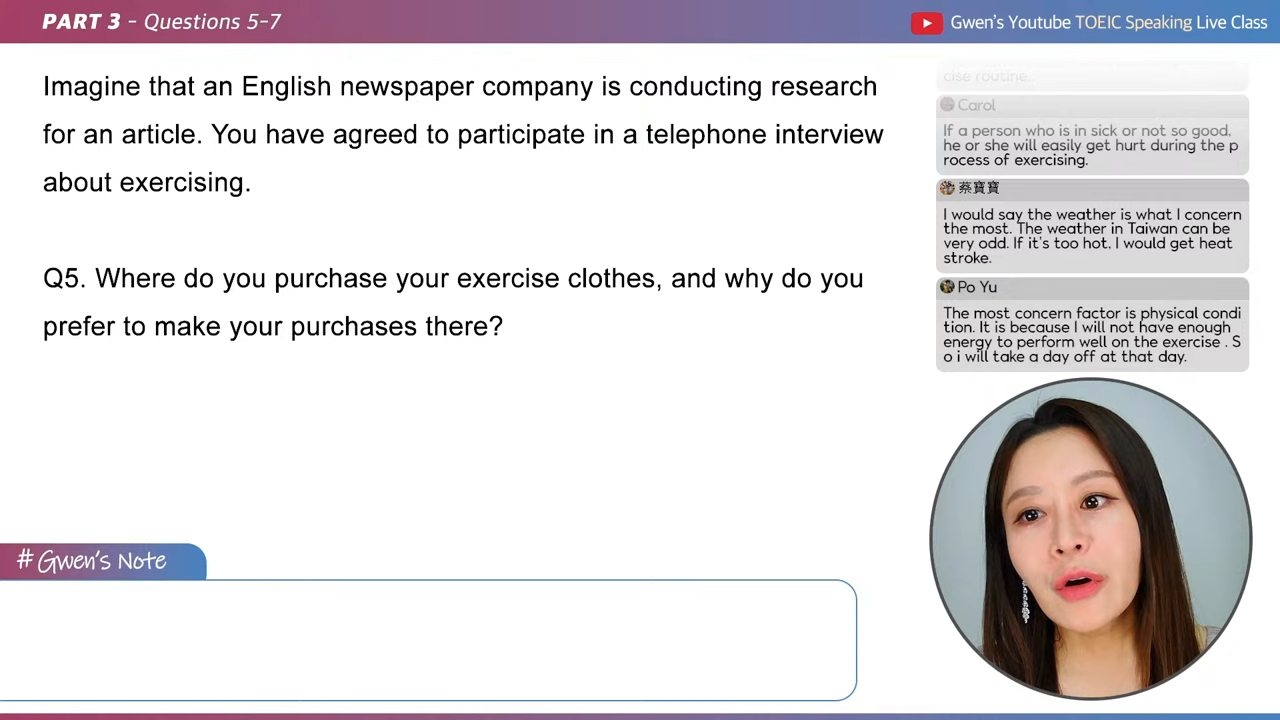 PART 3 - Questions 5-7
Gwen's Youtube TOEIC Speaking Live Class
Imagine that an English newspaper company is conducting research
for an article. You have agreed to participate in a telephone interview
about exercising.
Q5. Where do you purchase your exercise clothes, and why do you
prefer to make your purchases there?
cise routine.
Carol
If a person who is in sick or not so good,
he or she will easily get hurt during the p
rocess of exercising.
蔡寶寶
I would say the weather is what I concern
the most. The weather in Taiwan can be
very odd. If it's too hot, I would get heat
stroke.
Po Yu
The most concern factor is physical condi
tion. It is because I will not have enough
energy to perform well on the exercise . S
o i will take a day off at that day.
# Gwen's Note